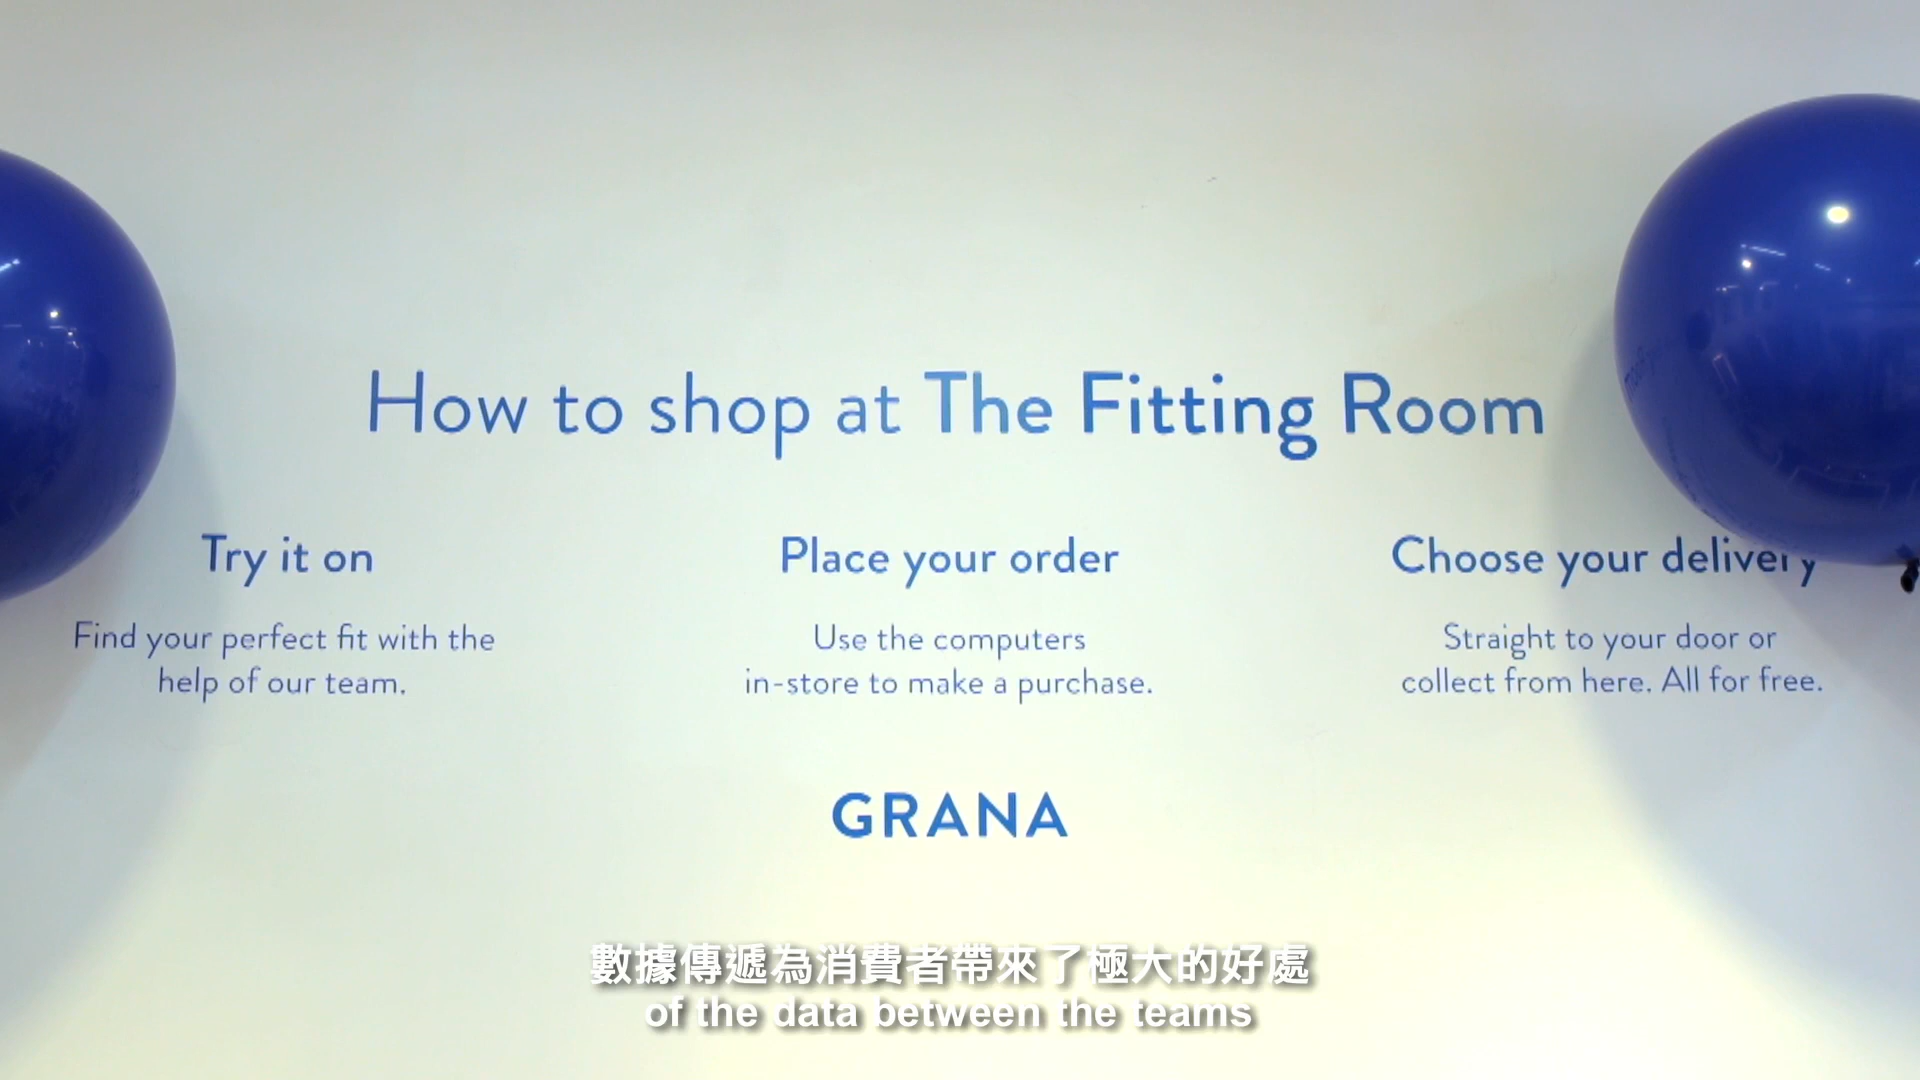 How to shop at The Fitting Room
Try it on
Find your perfect fit with the
help of our team.
Place your order
Use the computers
in-store to make a purchase.
Choose your delivery
Straight to your door or
collect from here. All for free.
GRANA
數據傳遞為消費者帶來了極大的好處
of the data between the teams